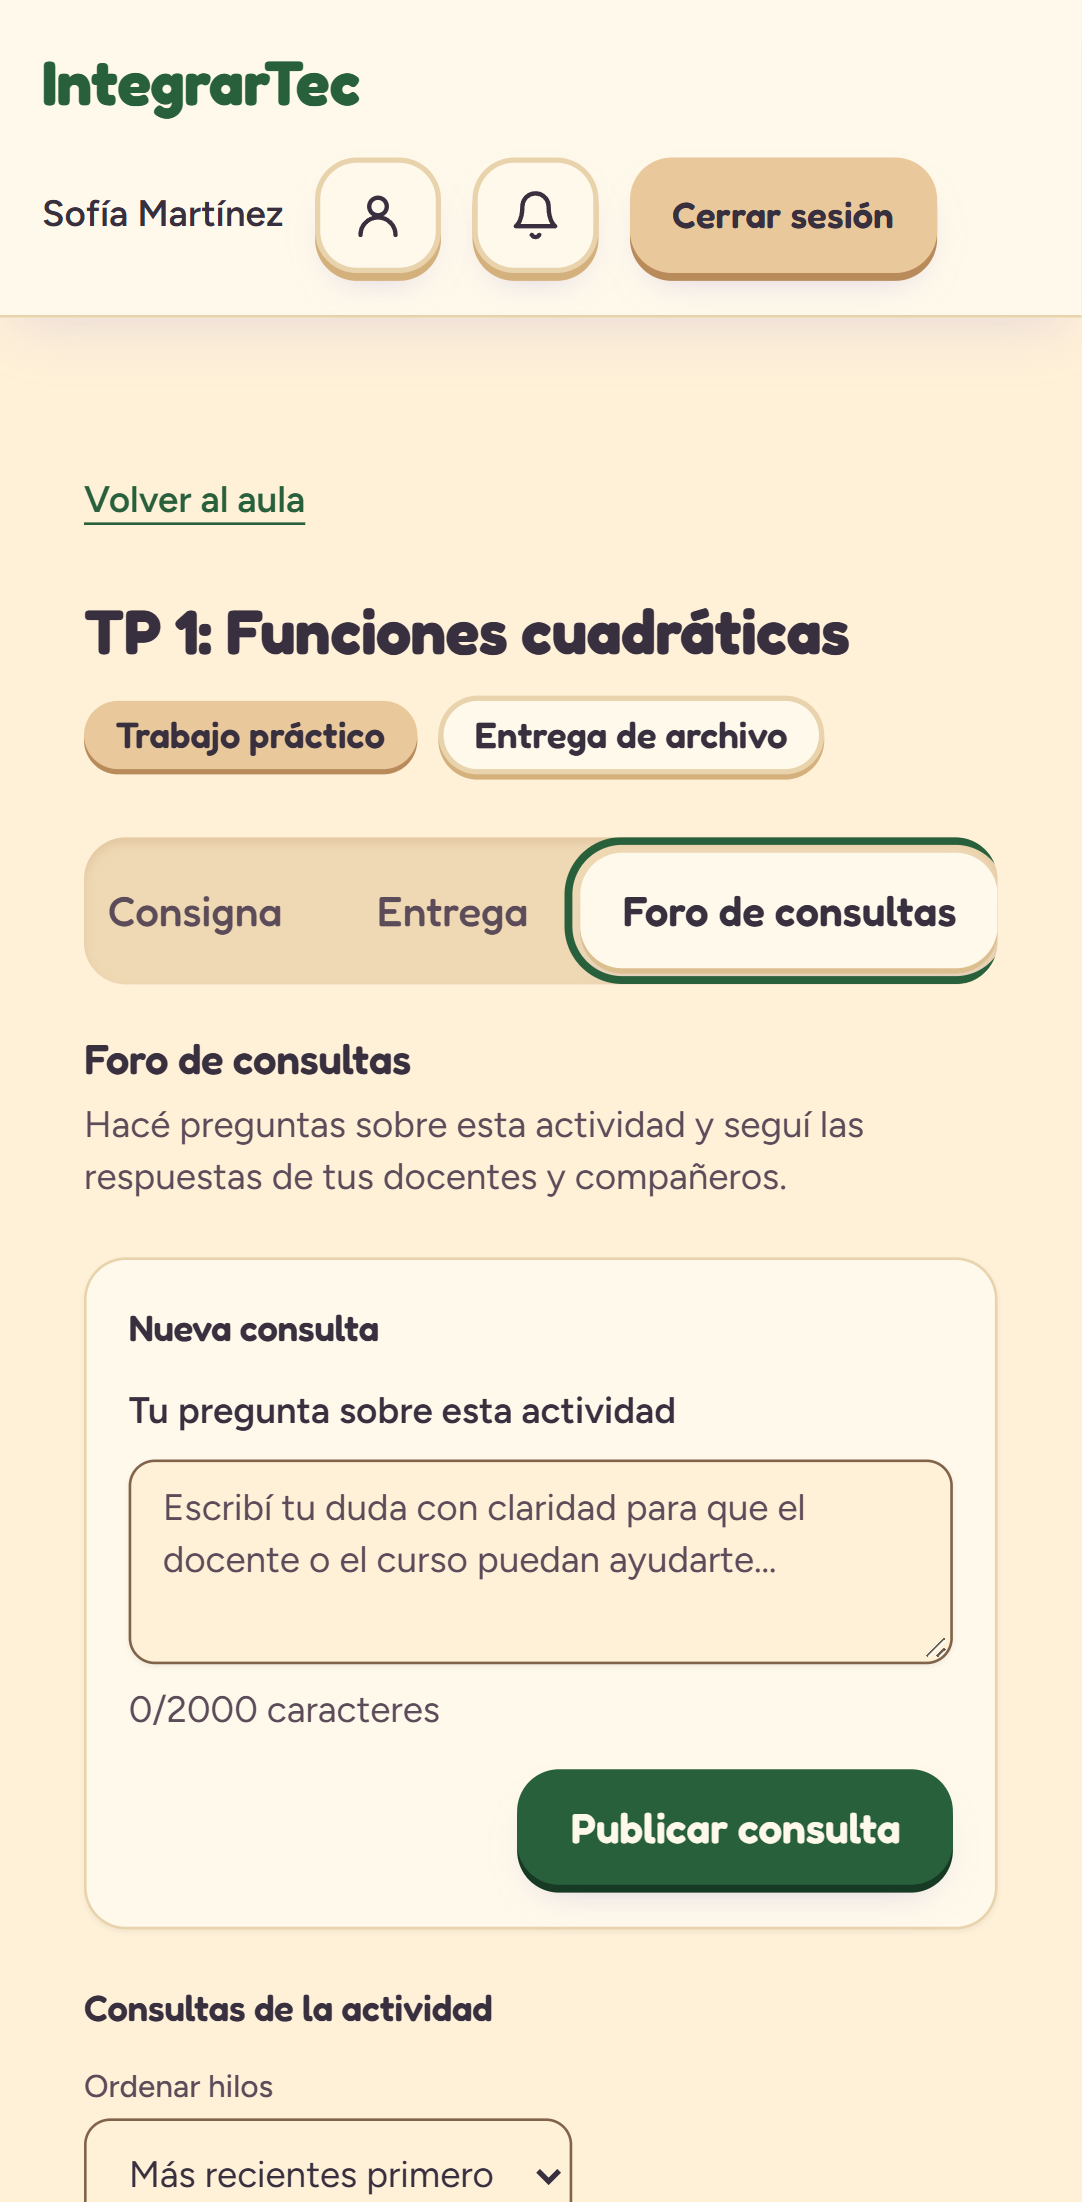 IntegrarTec
Sofía Martínez
Cerrar sesión
Volver al aula
TP 1: Funciones cuadráticas
Trabajo práctico
Entrega de archivo
Consigna
Entrega
Foro de consultas
Foro de consultas
Hacé preguntas sobre esta actividad y seguí las
respuestas de tus docentes y compañeros.
Nueva consulta
Tu pregunta sobre esta actividad
Escribí tu duda con claridad para que el
docente o el curso puedan ayudarte...
0/2000 caracteres
Publicar consulta
Consultas de la actividad
Ordenar hilos
Más recientes primero